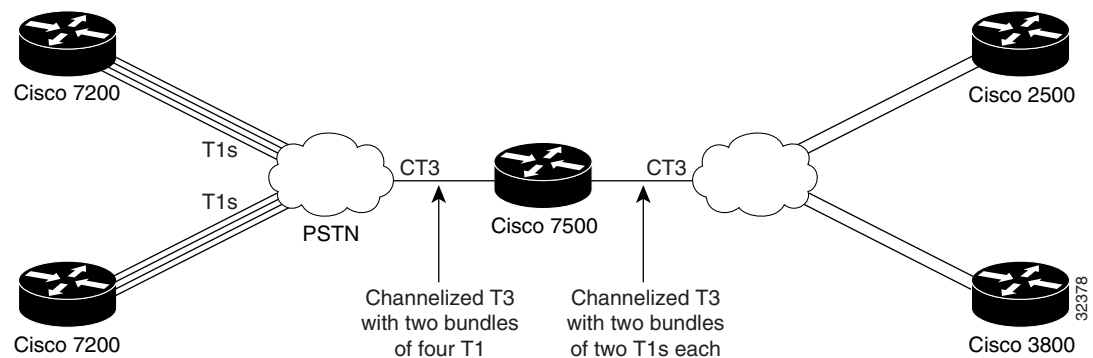 Cisco 7200
Cisco 2500
T1s
CT3
CT3
T1s
PSTN
Cisco 7500
Channelized T3
with two bundles
of four T1
Channelized T3
with two bundles
of two T1s each
Cisco 7200
Cisco 3800
32378